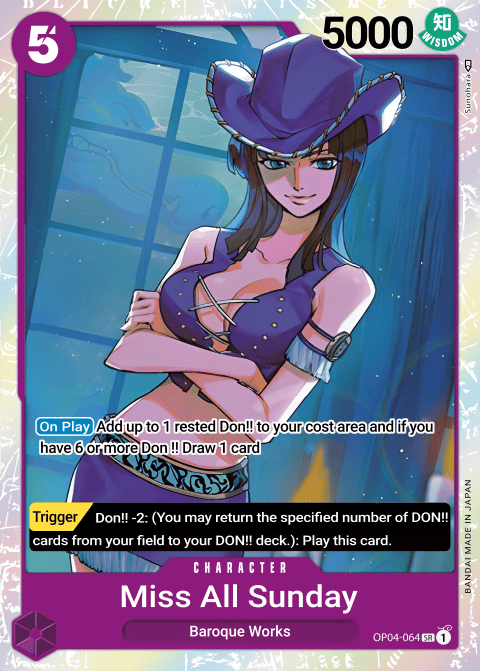 5
5000
知
WISDOM
Sunohara
On Play Add up to 1 rested Don!! to your cost area and if you
have 6 or more Don !! Draw 1 card
Trigger Don!! -2: (You may return the specified number of DON!!
cards from your field to your DON!! deck.): Play this card.
CHARACTER
Miss All Sunday
Baroque Works
OP04-064 SR 1
BANDAI MADE IN JAPAN